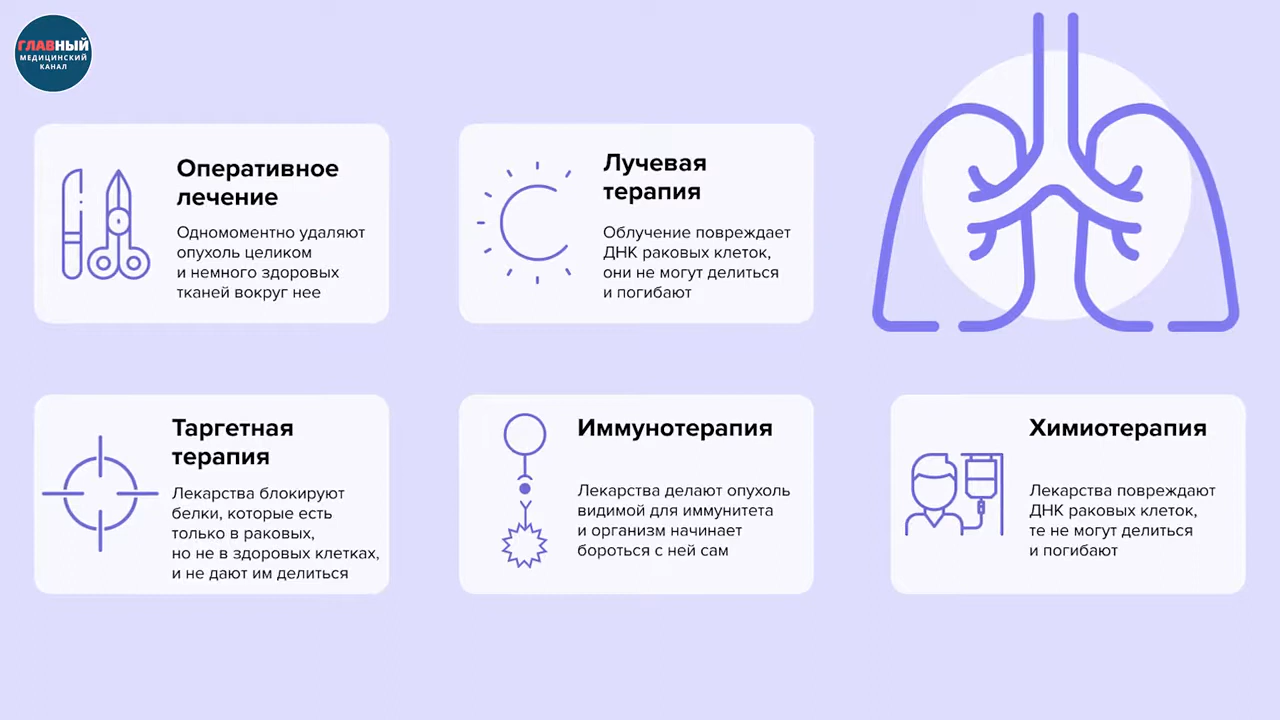 ГЛАВНЫЙ
МЕДИЦИНСКИЙ
КАНАЛ
Оперативное
лечение
Одномоментно удаляют
опухоль целиком
и немного здоровых
тканей вокруг нее
Лучевая
терапия
Облучение повреждает
ДНК раковых клеток,
они не могут делиться
и погибают
Таргетная
терапия
Лекарства блокируют
белки, которые есть
только в раковых,
но не в здоровых клетках,
и не дают им делиться
Иммунотерапия
Лекарства делают опухоль
видимой для иммунитета
и организм начинает
бороться с ней сам
Химиотерапия
Лекарства повреждают
ДНК раковых клеток,
те не могут делиться
и погибают